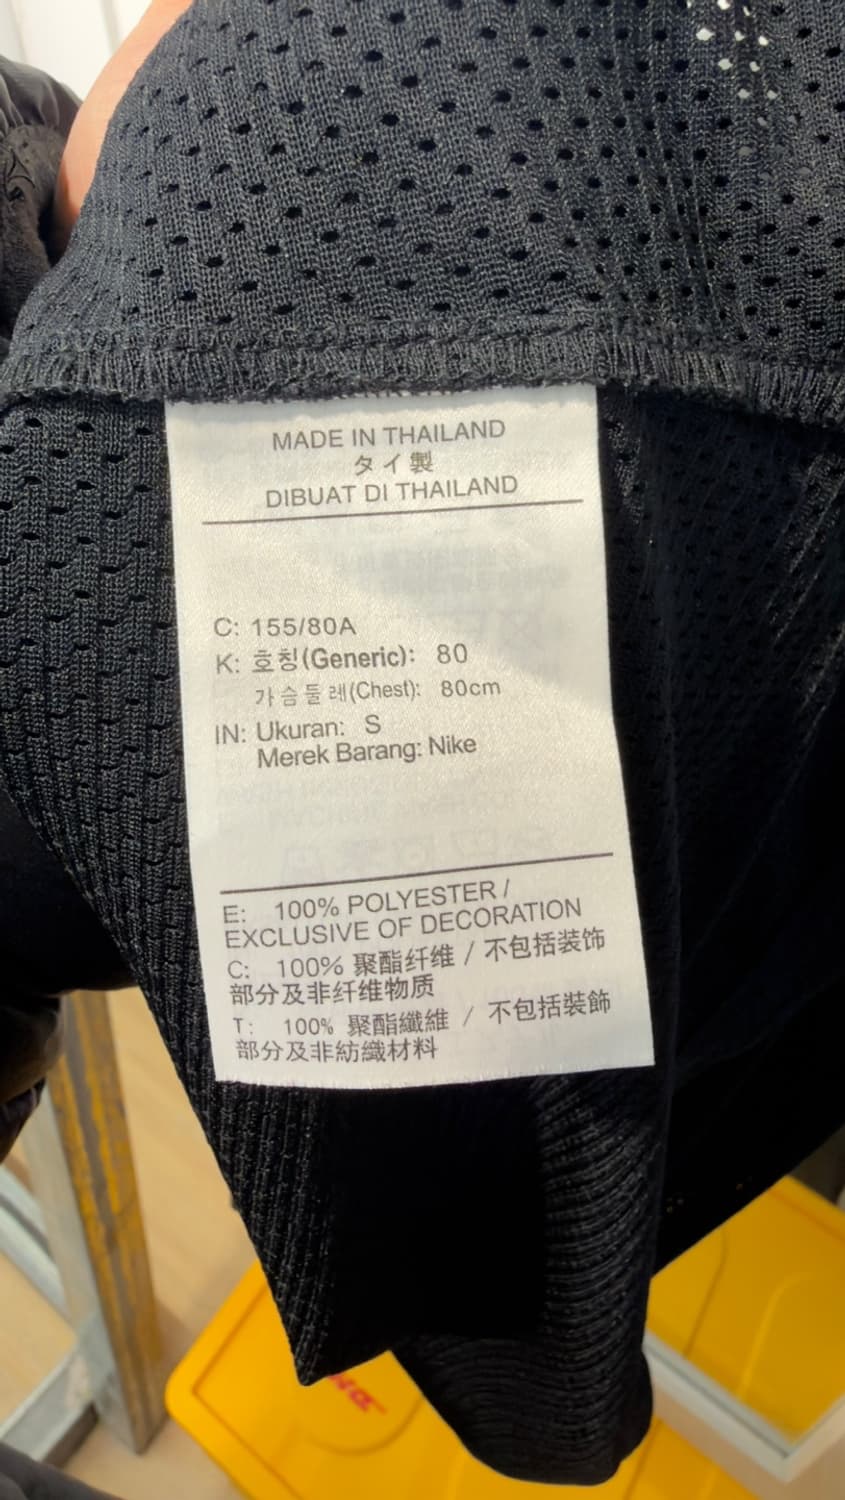 MADE IN THAILAND
タイ製
DIBUAT DI THAILAND
C: 155/80A
K: 호칭(Generic): 80
가슴둘레(Chest): 80cm
IN: Ukuran: S
Merek Barang: Nike
E: 100% POLYESTER /
EXCLUSIVE OF DECORATION
C: 100% 聚酯纤维 / 不包括装饰
部分及非纤维物质
T: 100% 聚酯纖維 / 不包括裝飾
部分及非紡織材料